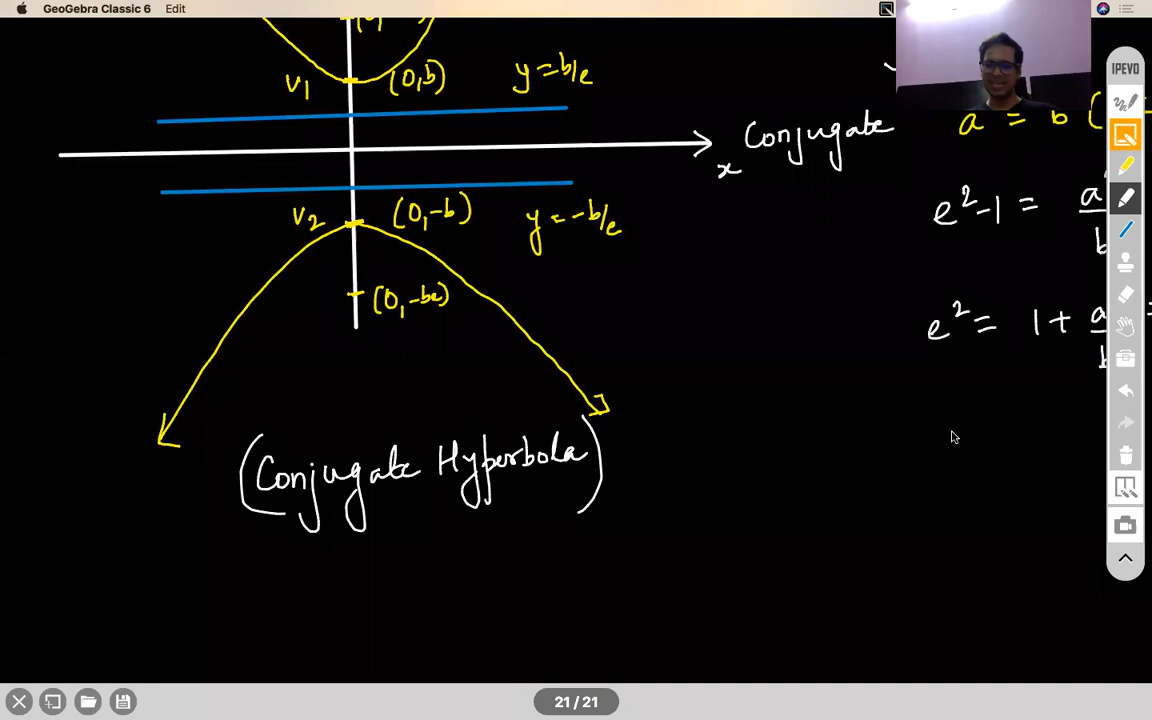 GeoGebra Classic 6 Edit
IPEVO
V1 (0,b) y = b/e
x
Conjugate
V2 (0,-b) y = -b/e
(0,-be)
(Conjugate Hyperbola)
a = b (
e²-1 = a
b
e² = 1 + a
b
21 / 21